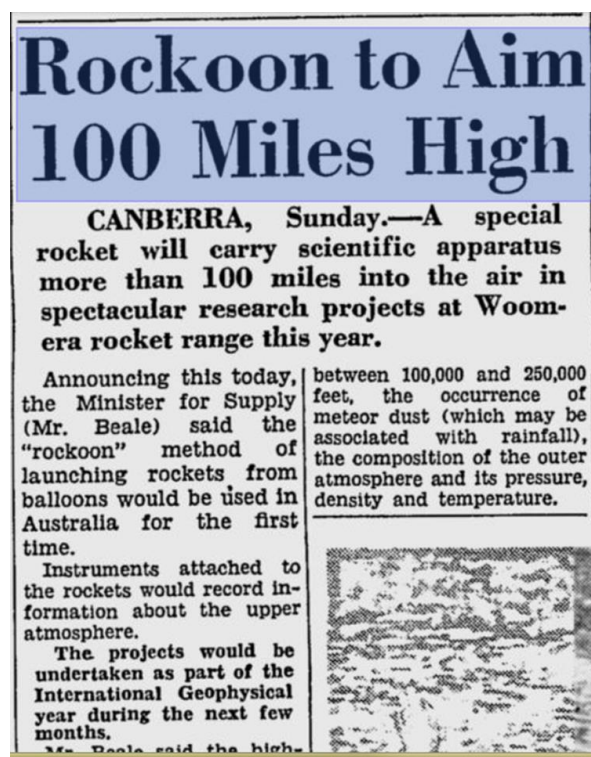 Rockoon to Aim
100 Miles High
CANBERRA, Sunday.—A special
rocket will carry scientific apparatus
more than 100 miles into the air in
spectacular research projects at Woom-
era rocket range this year.
Announcing this today,
the Minister for Supply
(Mr. Beale) said the
"rockoon" method of
launching rockets from
balloons would be used in
Australia for the first
time.
Instruments attached to
the rockets would record in-
formation about the upper
atmosphere.
The projects would be
undertaken as part of the
International Geophysical
year during the next few
months.
Mr. Beale said the high-
between 100,000 and 250,000
feet, the occurrence of
meteor dust (which may be
associated with rainfall),
the composition of the outer
atmosphere and its pressure,
density and temperature.